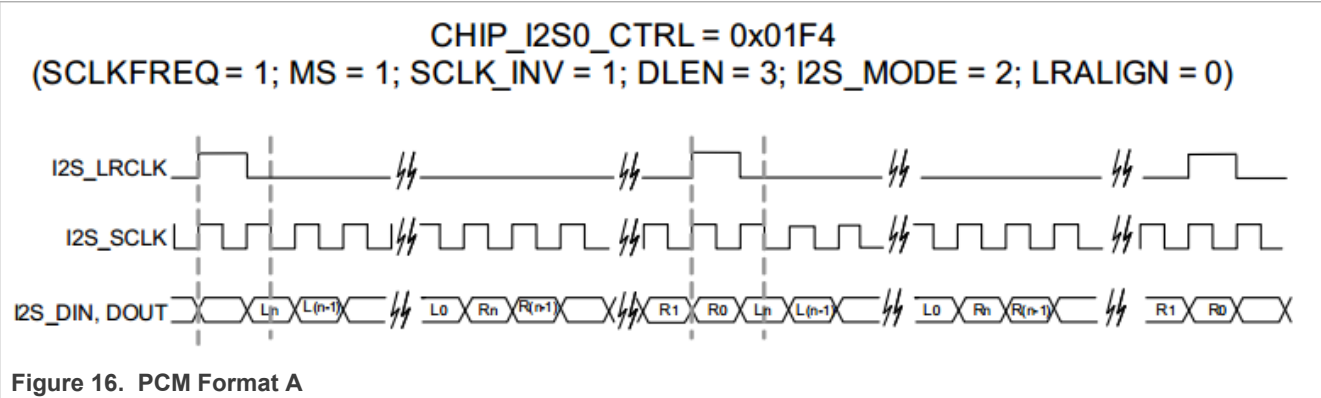 CHIP_I2S0_CTRL = 0x01F4
(SCLKFREQ = 1; MS = 1; SCLK_INV = 1; DLEN = 3; I2S_MODE = 2; LRALIGN = 0)
I2S_LRCLK
I2S_SCLK
I2S_DIN, DOUT Ln L(n-1) L0 Rn R(n-1) R1 R0 Ln L(n-1) L0 Rn R(n-1) R1 R0
Figure 16. PCM Format A